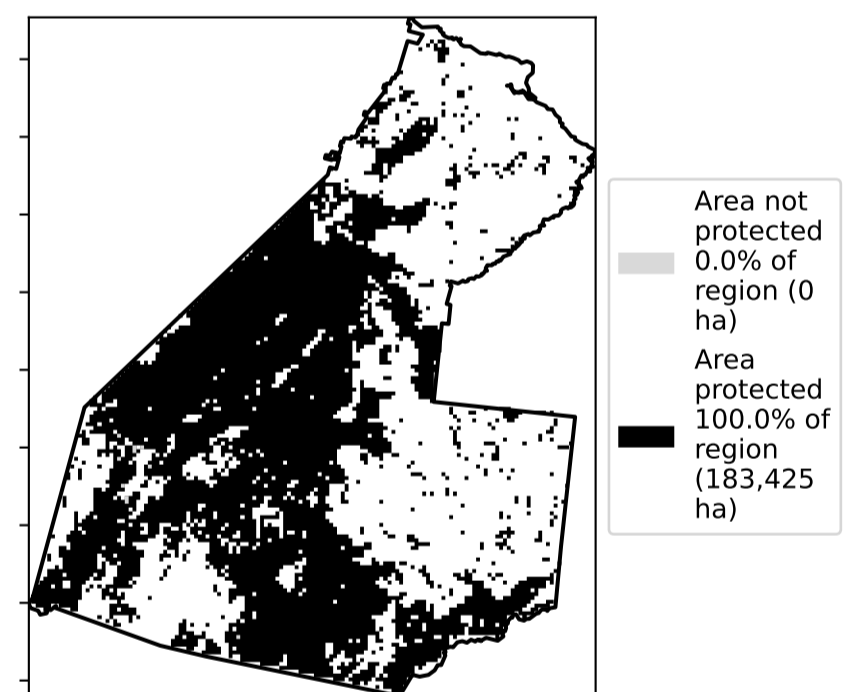 Area not
protected
0.0% of
region (0
ha)
Area
protected
100.0% of
region
(183,425
ha)